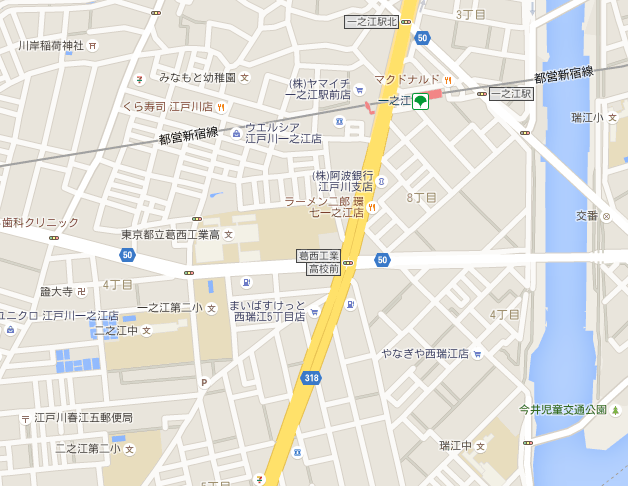 3丁目
一之江駅北
50
川岸稲荷神社
みなもと幼稚園
マクドナルド
都営新宿線
(株)ヤマイチ
一之江駅前店
一之江駅
一之江
くら寿司 江戸川店
ウエルシア
江戸川一之江店
都営新宿線
瑞江小
(株)阿波銀行
江戸川支店
8丁目
ラーメン二郎 環
七一之江店
交番
歯科クリニック
東京都立葛西工業高
50
葛西工業
高校前
50
4丁目
證大寺
一之江第二小
まいばすけっと
西瑞江5丁目店
4丁目
ユニクロ 江戸川一之江店
二之江中
やなぎや西瑞江店
318
P
今井児童交通公園
江戸川春江五郵便局
二之江第二小
瑞江中
5丁目